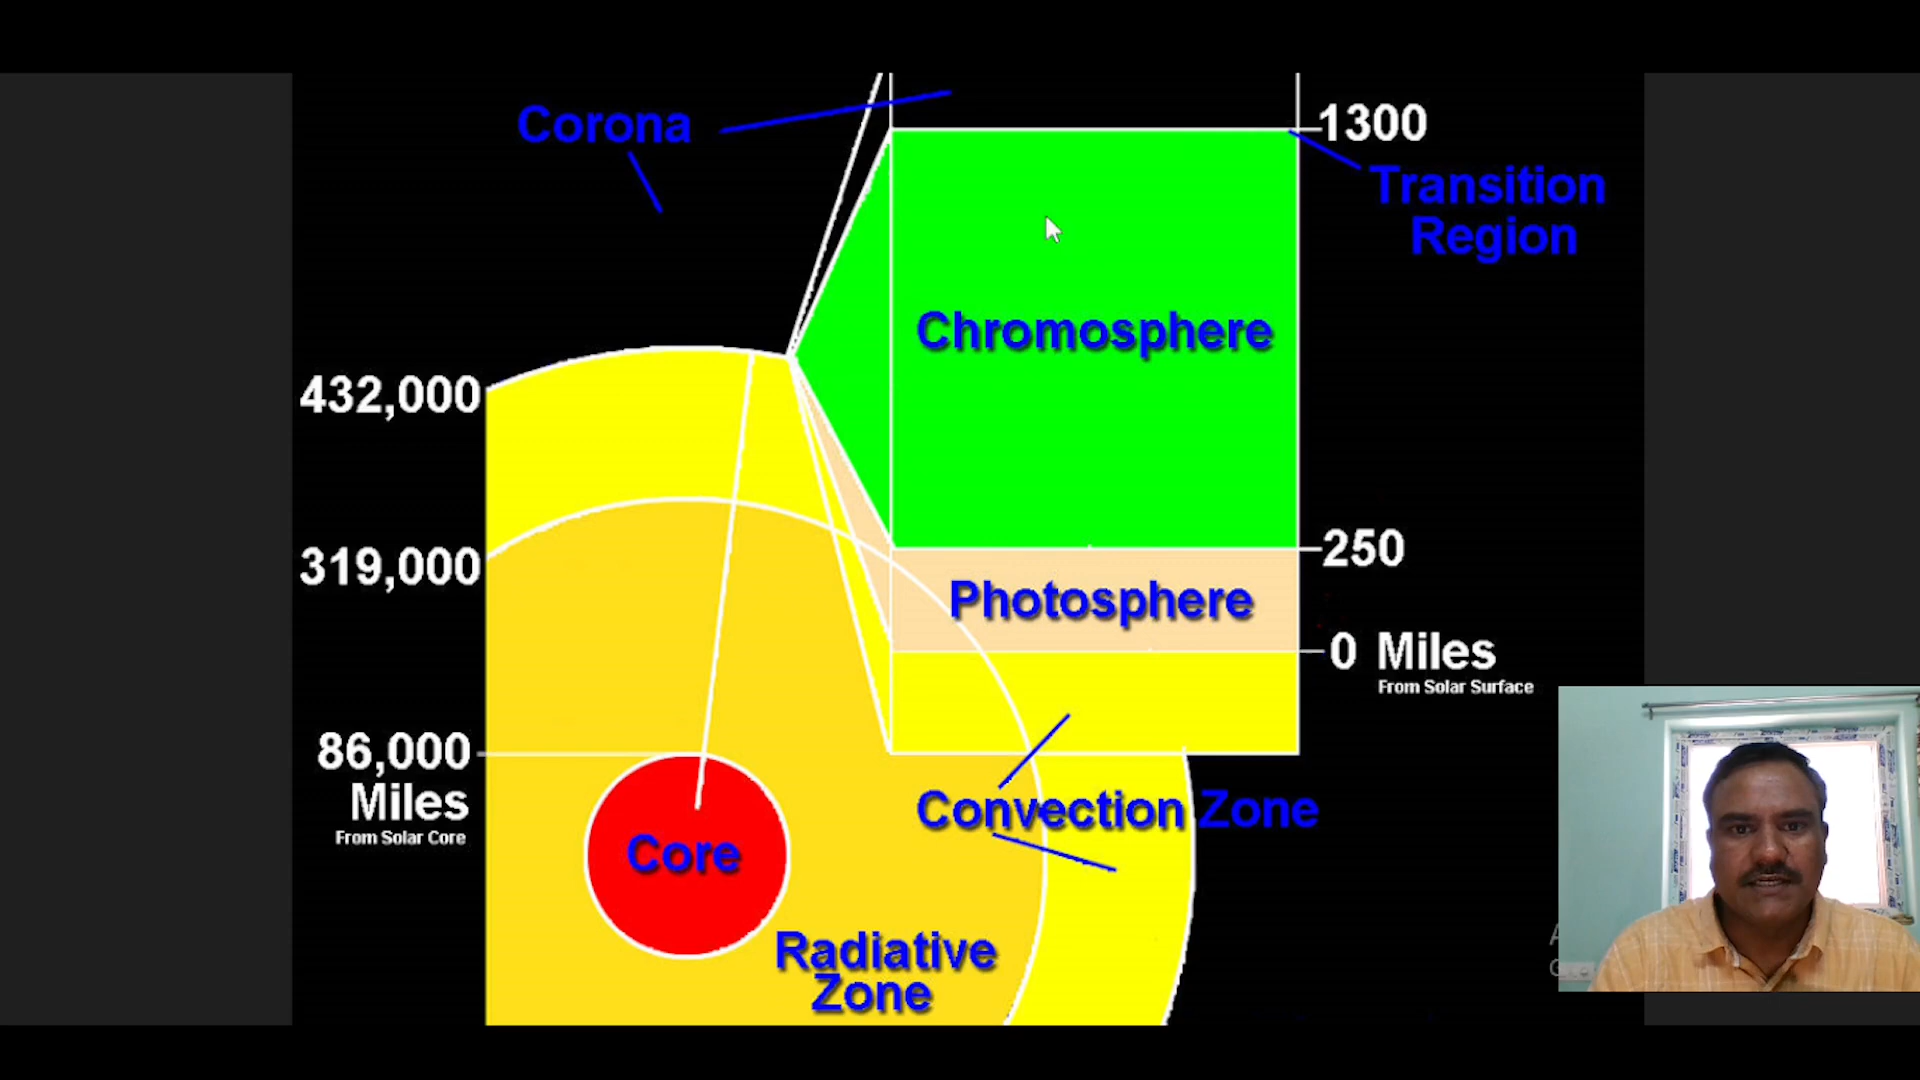 Corona
1300
Transition
Region
Chromosphere
432,000
250
319,000
Photosphere
0 Miles
From Solar Surface
86,000
Miles
From Solar Core
Convection Zone
Core
Radiative
Zone